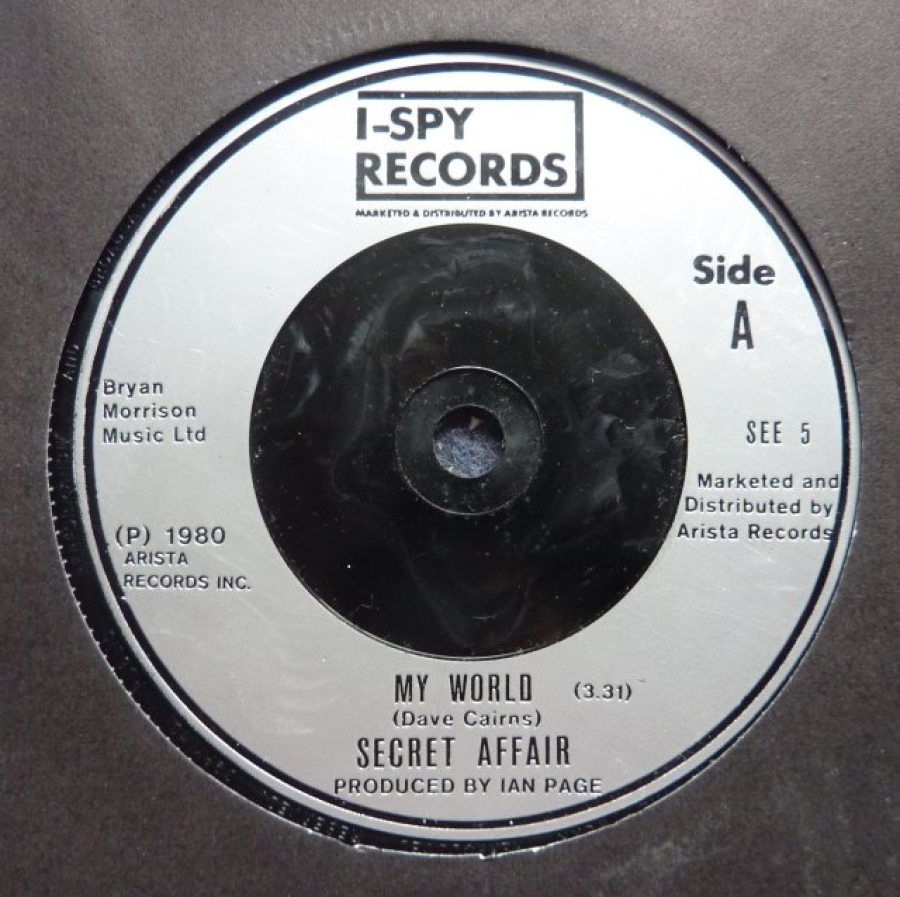 I-SPY
RECORDS
MARKETED & DISTRIBUTED BY ARISTA RECORDS
Side
A
Bryan
Morrison
Music Ltd
SEE 5
Marketed and
Distributed by
Arista Records
(P) 1980
ARISTA
RECORDS INC.
MY WORLD (3.31)
(Dave Cairns)
SECRET AFFAIR
PRODUCED BY IAN PAGE